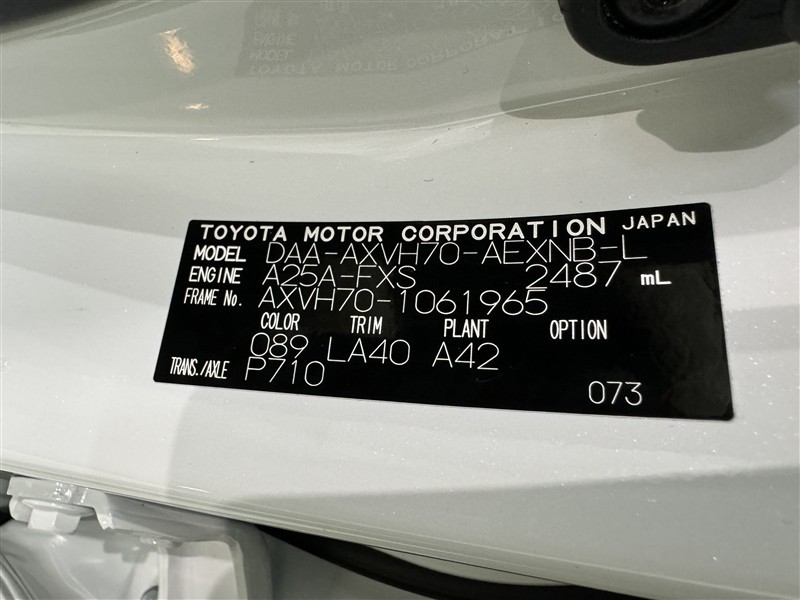 TOYOTA MOTOR CORPORATION JAPAN
MODEL DAA-AXVH70-AEXNB-L
ENGINE A25A-FXS 2487 mL
FRAME No. AXVH70-1061965
COLOR TRIM PLANT OPTION
089 LA40 A42
TRANS./AXLE P710
073